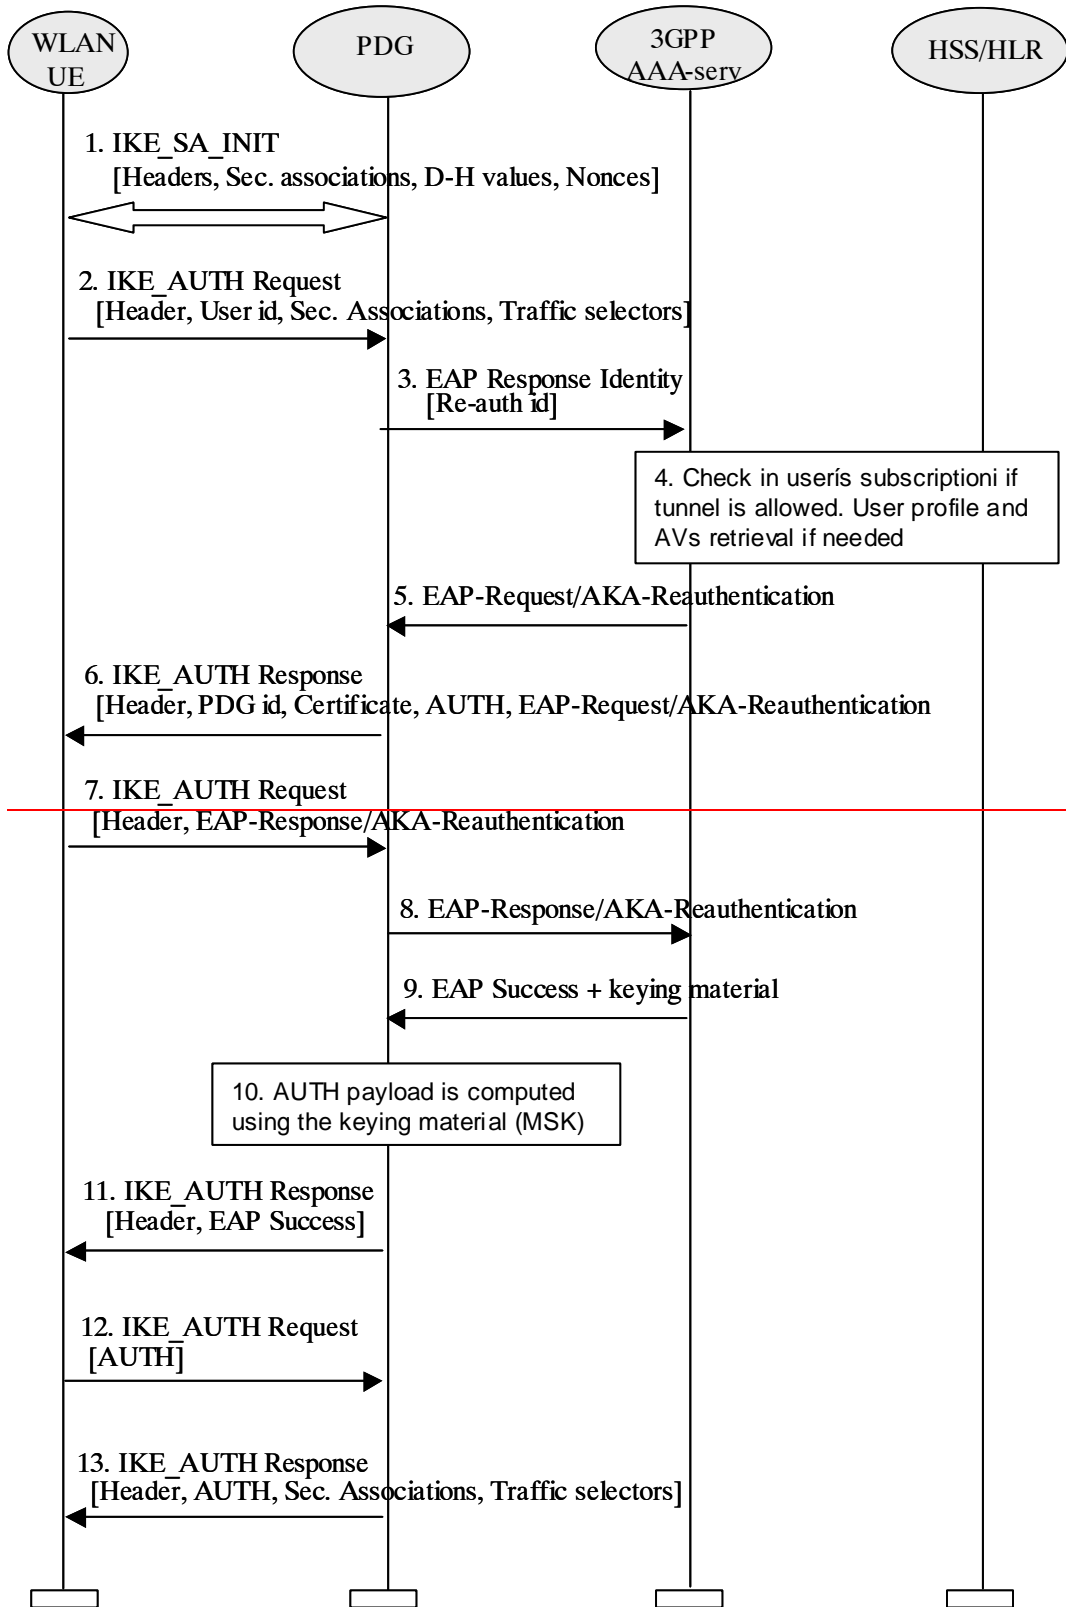 WLAN
UE
PDG
3GPP
AAA-serv
HSS/HLR
1. IKE_SA_INIT
[Headers, Sec. associations, D-H values, Nonces]
2. IKE_AUTH Request
[Header, User id, Sec. Associations, Traffic selectors]
3. EAP Response Identity
[Re-auth id]
4. Check in userís subscriptioni if
tunnel is allowed. User profile and
AVs retrieval if needed
5. EAP-Request/AKA-Reauthentication
6. IKE_AUTH Response
[Header, PDG id, Certificate, AUTH, EAP-Request/AKA-Reauthentication
7. IKE_AUTH Request
[Header, EAP-Response/AKA-Reauthentication
8. EAP-Response/AKA-Reauthentication
9. EAP Success + keying material
10. AUTH payload is computed
using the keying material (MSK)
11. IKE_AUTH Response
[Header, EAP Success]
12. IKE_AUTH Request
[AUTH]
13. IKE_AUTH Response
[Header, AUTH, Sec. Associations, Traffic selectors]